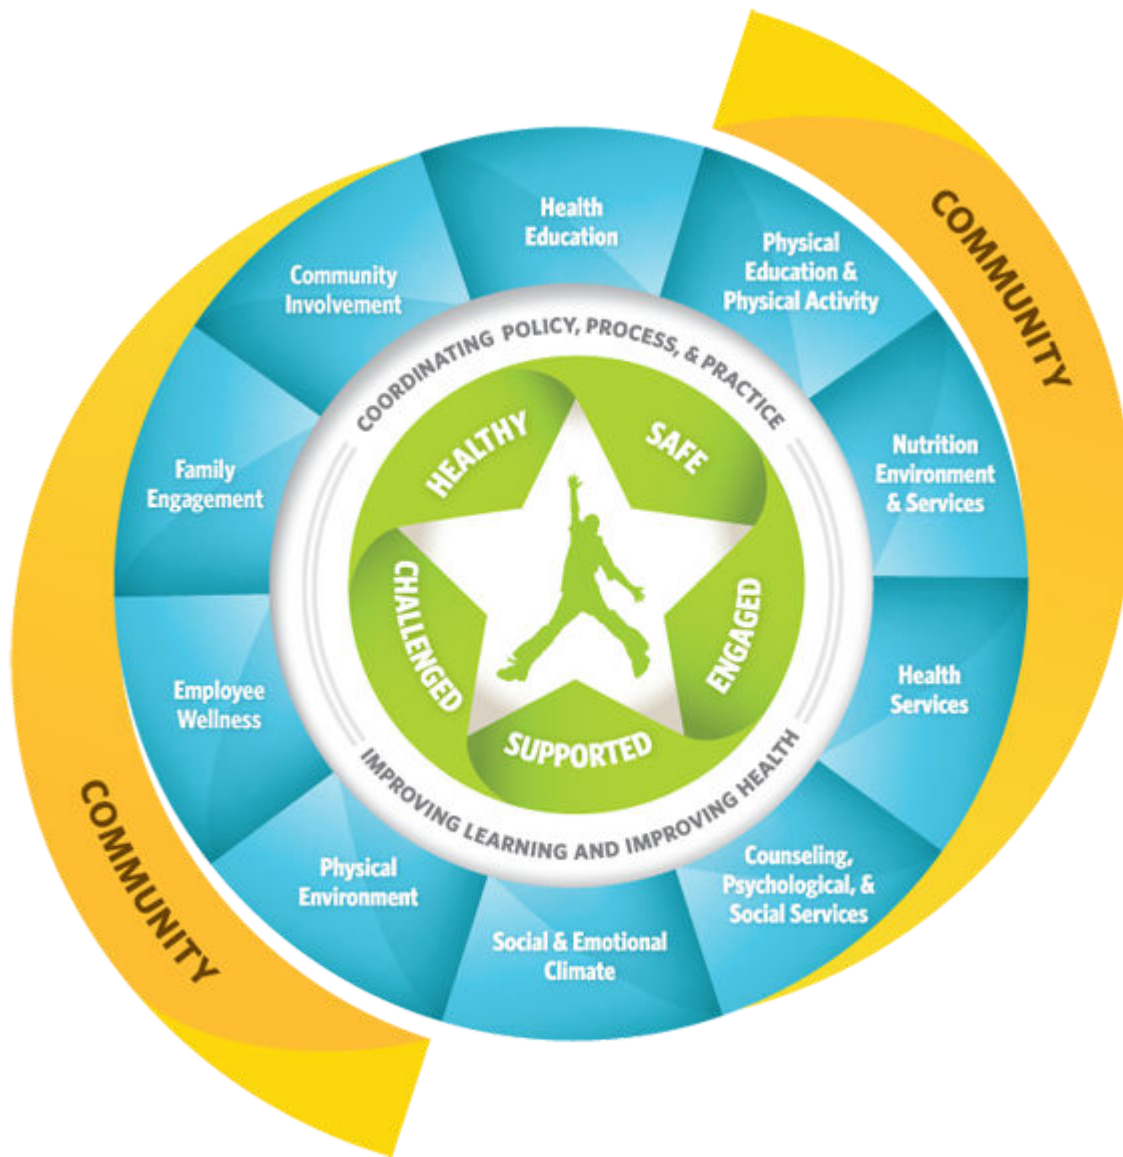 COMMUNITY
Health
Education
Physical
Education &
Physical Activity
Nutrition
Environment
& Services
Health
Services
Counseling,
Psychological, &
Social Services
Social & Emotional
Climate
Physical
Environment
Employee
Wellness
Family
Engagement
Community
Involvement
COORDINATING POLICY, PROCESS, & PRACTICE
IMPROVING LEARNING AND IMPROVING HEALTH
HEALTHY
SAFE
ENGAGED
SUPPORTED
CHALLENGED
COMMUNITY